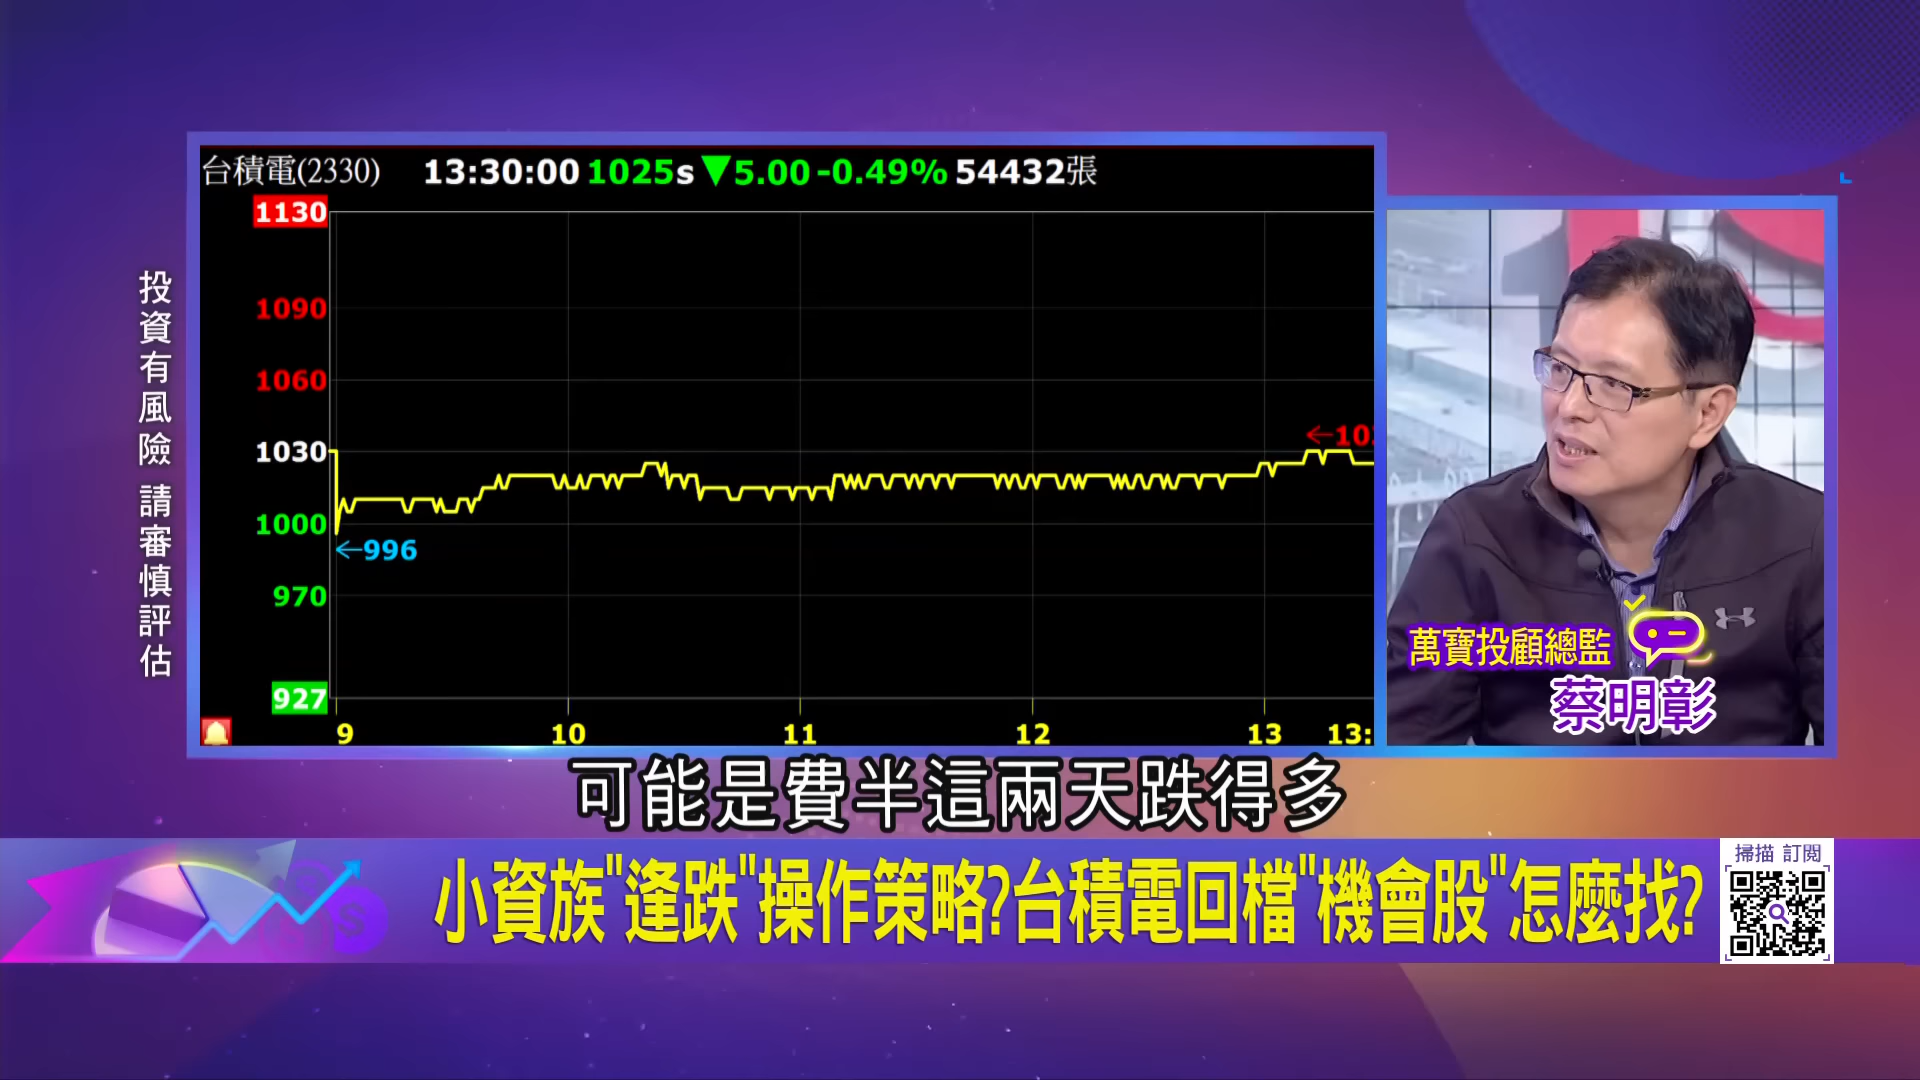 投資有風險 請審慎評估
台積電(2330) 13:30:00 1025s ▼5.00 -0.49% 54432張
1130
1090
1060
1030
1000
970
927
←996
←10
9 10 11 12 13 13:
萬寶投顧總監
蔡明彰
可能是費半這兩天跌得多
小資族"逢跌"操作策略?台積電回檔"機會股"怎麼找?
掃描 訂閱